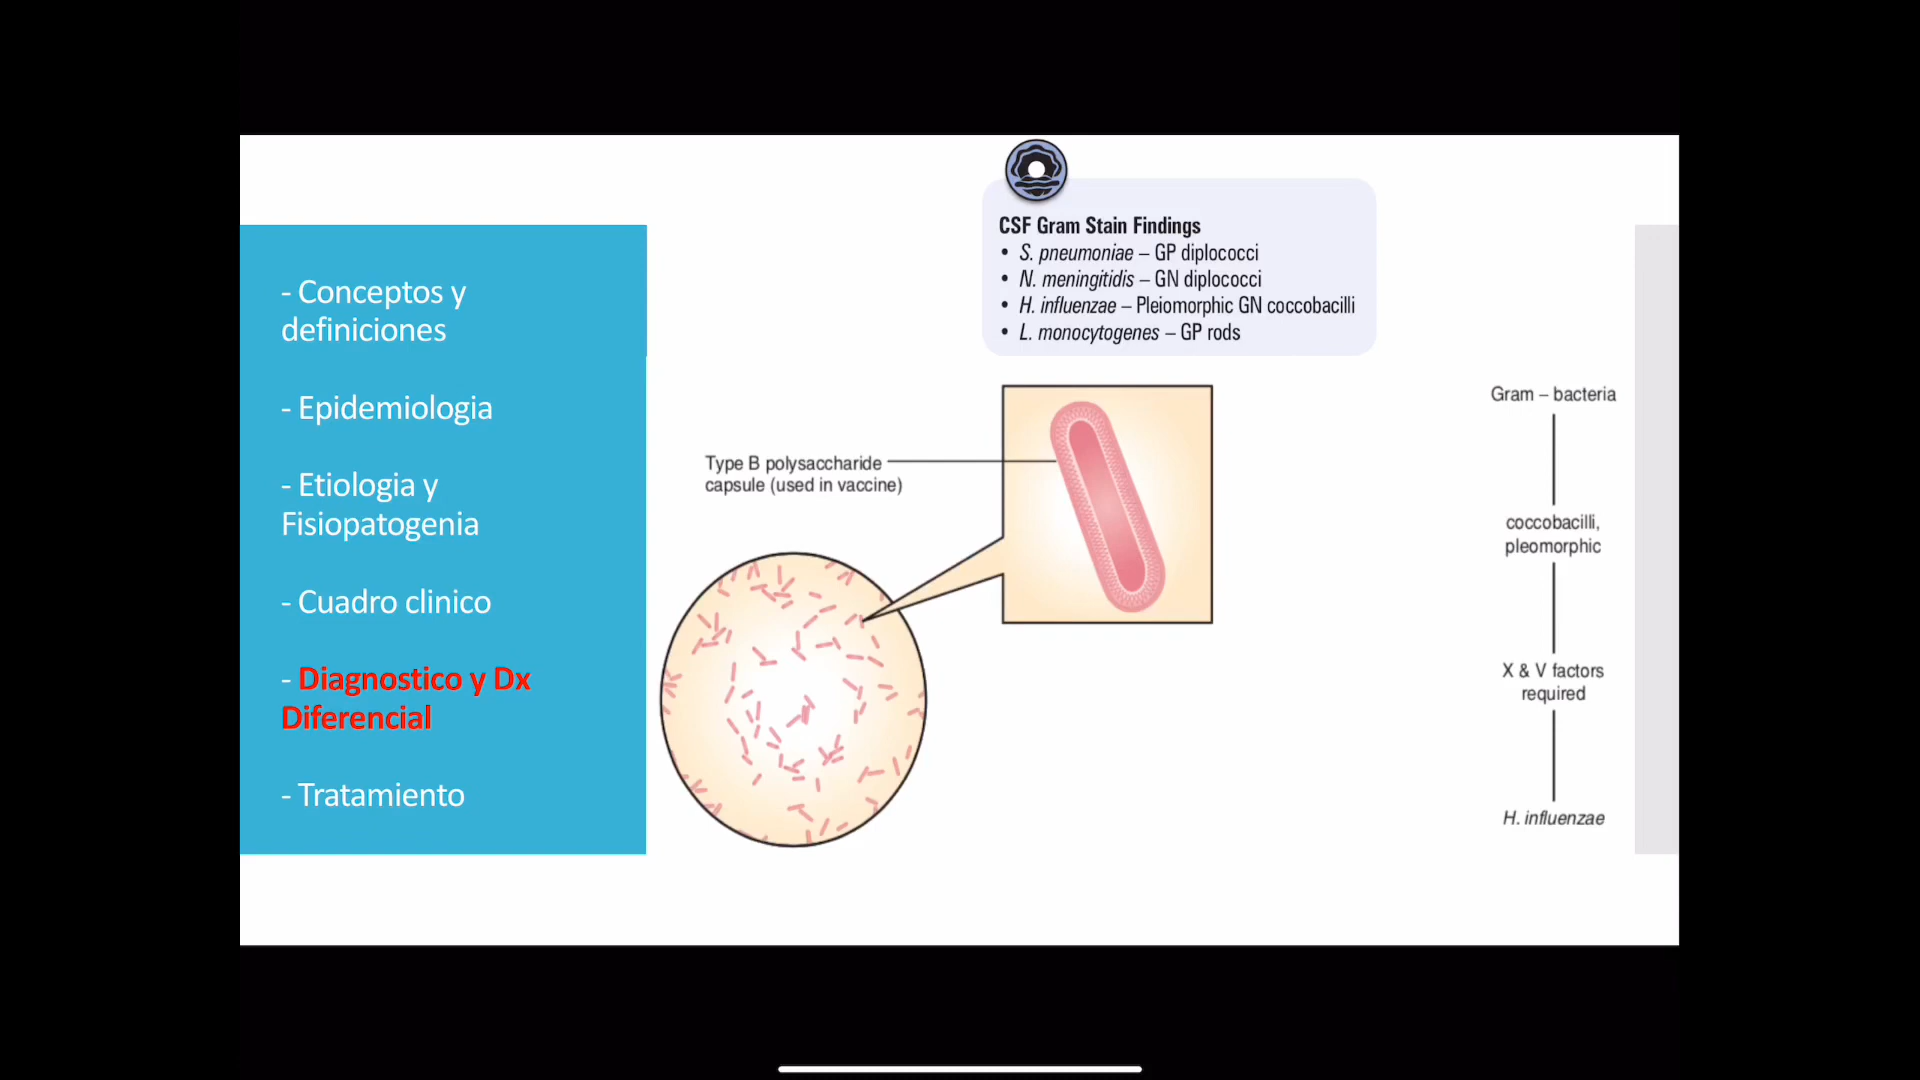 - Conceptos y
definiciones
- Epidemiologia
- Etiologia y
Fisiopatogenia
- Cuadro clinico
- Diagnostico y Dx
Diferencial
- Tratamiento
CSF Gram Stain Findings
• S. pneumoniae – GP diplococci
• N. meningitidis – GN diplococci
• H. influenzae – Pleiomorphic GN coccobacilli
• L. monocytogenes – GP rods
Type B polysaccharide
capsule (used in vaccine)
Gram – bacteria
coccobacilli,
pleomorphic
X & V factors
required
H. influenzae